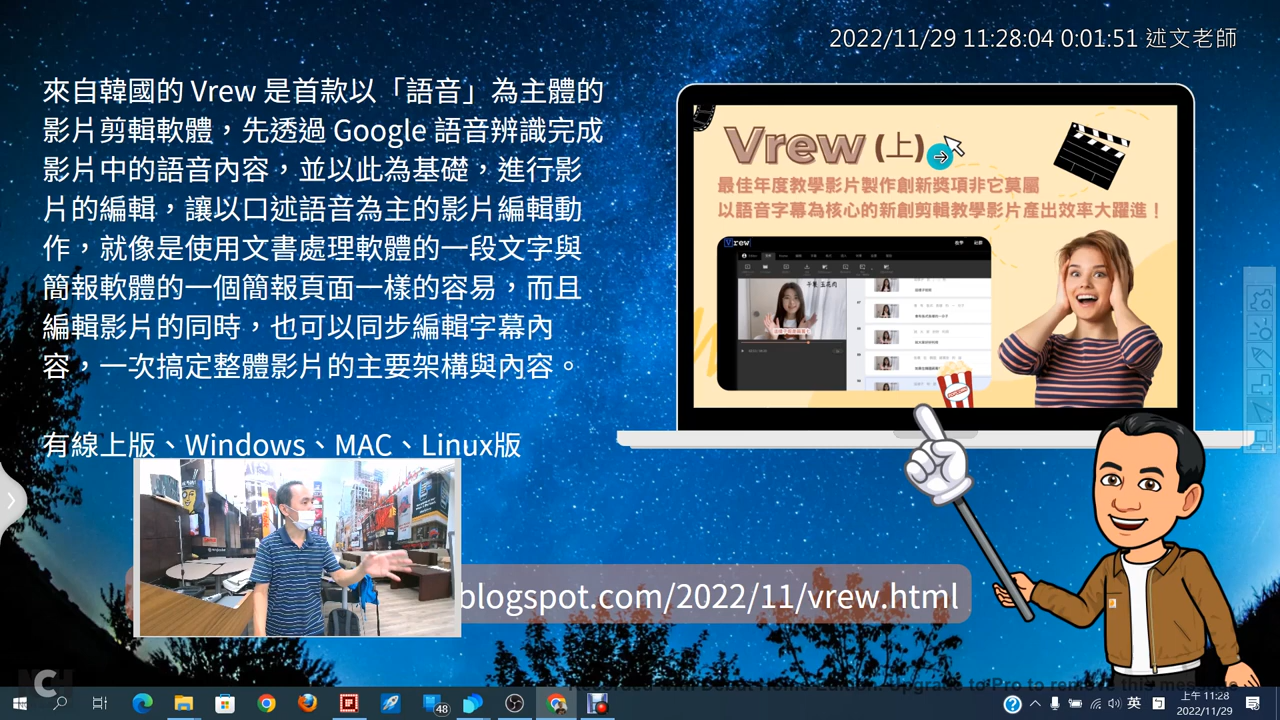 2022/11/29 11:28:04 0:01:51 述文老師
來自韓國的 Vrew 是首款以「語音」為主體的
影片剪輯軟體，先透過 Google 語音辨識完成
影片中的語音內容，並以此為基礎，進行影
片的編輯，讓以口述語音為主的影片編輯動
作，就像是使用文書處理軟體的一段文字與
簡報軟體的一個簡報頁面一樣的容易，而且
編輯影片的同時，也可以同步編輯字幕內
容，一次搞定整體影片的主要架構與內容。
有線上版、Windows、MAC、Linux版
Vrew (上)
最佳年度教學影片製作創新獎項非它莫屬
以語音字幕為核心的新創剪輯教學影片產出效率大躍進！
Vrew
blogspot.com/2022/11/vrew.html
NCH
Upgrade to Pro to remove this message
48
英
上午 11:28
2022/11/29